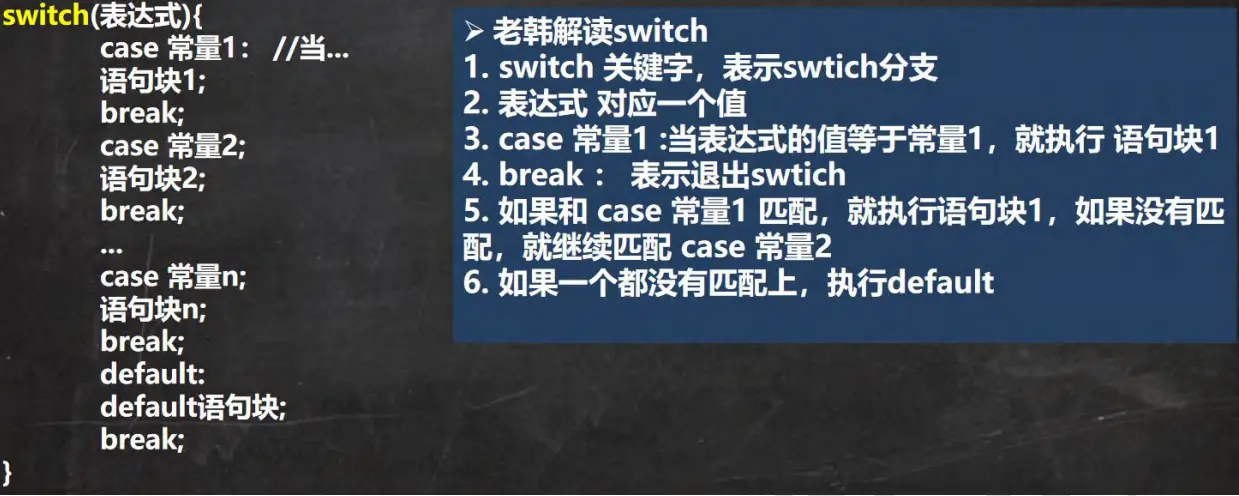 switch(表达式){
case 常量1： //当...
语句块1;
break;
case 常量2;
语句块2;
break;
...
case 常量n;
语句块n;
break;
default:
default语句块;
break;
}
➢ 老韩解读switch
1. switch 关键字，表示swtich分支
2. 表达式 对应一个值
3. case 常量1 :当表达式的值等于常量1，就执行 语句块1
4. break ： 表示退出swtich
5. 如果和 case 常量1 匹配，就执行语句块1，如果没有匹
配，就继续匹配 case 常量2
6. 如果一个都没有匹配上，执行default